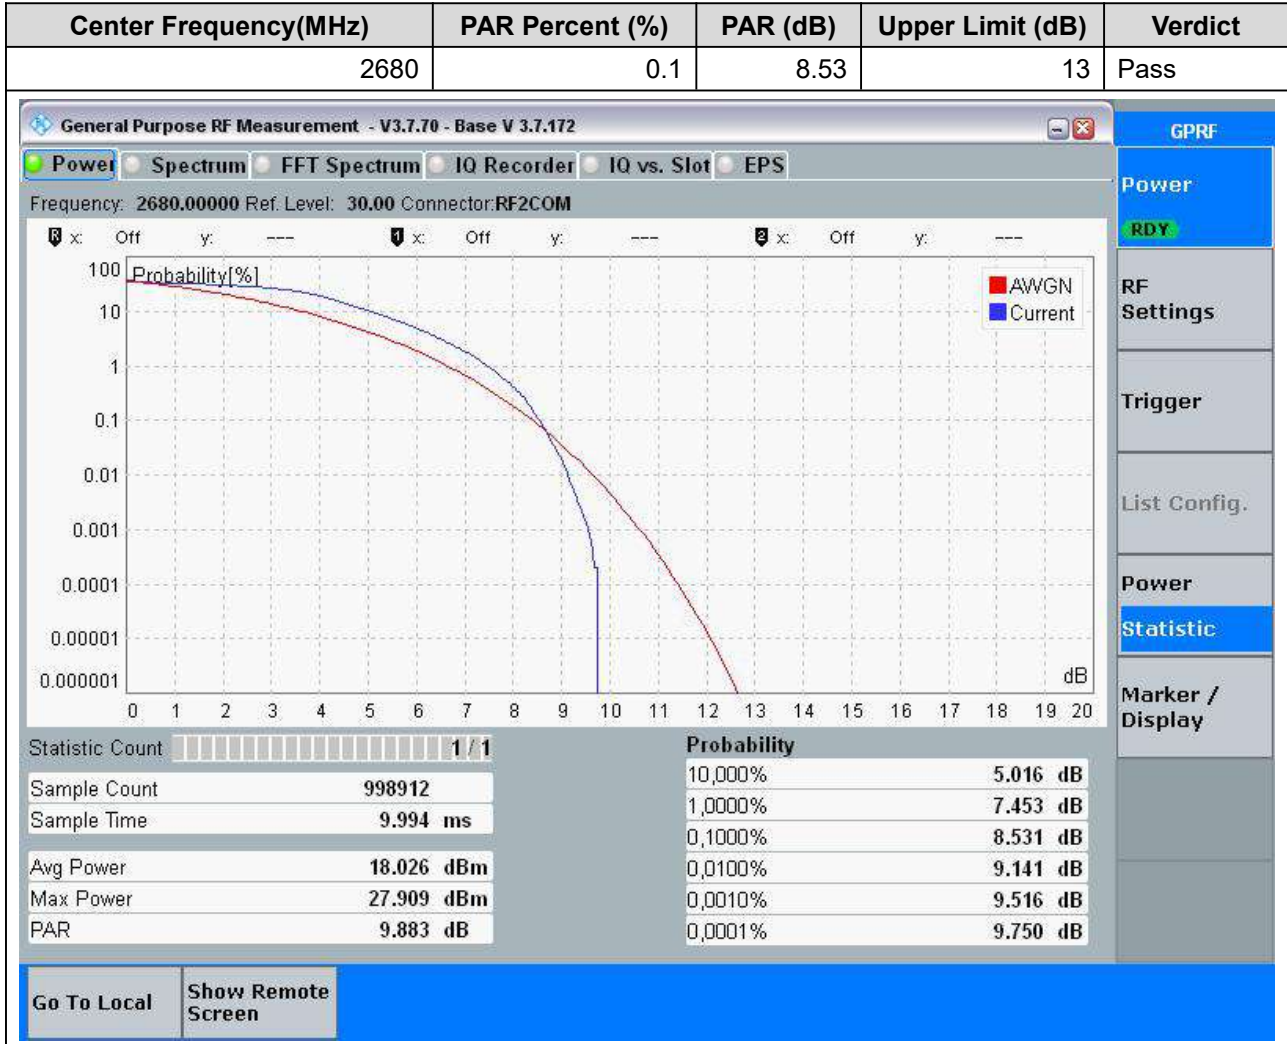 Center Frequency(MHz) PAR Percent (%) PAR (dB) Upper Limit (dB) Verdict
2680 0.1 8.53 13 Pass
General Purpose RF Measurement - V3.7.70 - Base V 3.7.172
GPRF
Power Spectrum FFT Spectrum IQ Recorder IQ vs. Slot EPS
Frequency: 2680.00000 Ref. Level: 30.00 Connector:RF2COM
R x: Off y: --- 1 x: Off y: --- 2 x: Off y: ---
Probability[%]
100
10
1
0.1
0.01
0.001
0.0001
0.00001
0.000001
AWGN
Current
dB
0 1 2 3 4 5 6 7 8 9 10 11 12 13 14 15 16 17 18 19 20
Statistic Count 1 / 1
Sample Count 998912
Sample Time 9.994 ms
Avg Power 18.026 dBm
Max Power 27.909 dBm
PAR 9.883 dB
Probability
10,000% 5.016 dB
1,0000% 7.453 dB
0,1000% 8.531 dB
0,0100% 9.141 dB
0,0010% 9.516 dB
0,0001% 9.750 dB
Power
RDY
RF
Settings
Trigger
List Config.
Power
Statistic
Marker /
Display
Go To Local
Show Remote
Screen